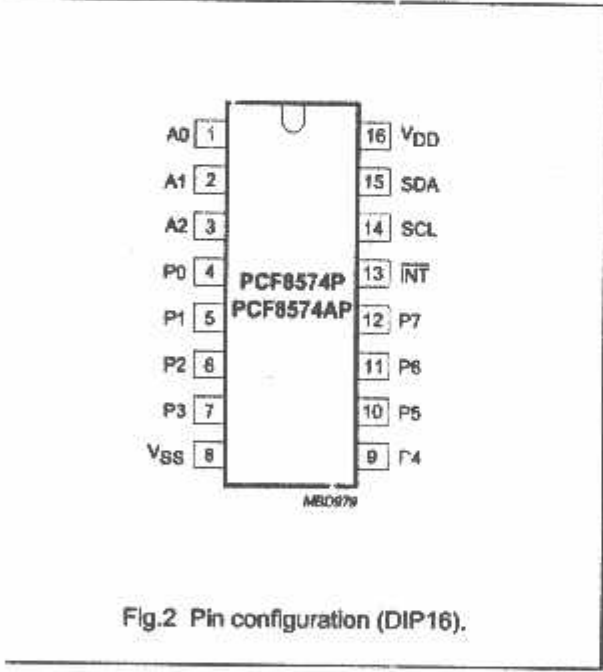 A0 1 16 VDD
A1 2 15 SDA
A2 3 14 SCL
P0 4 PCF8574P 13 INT
P1 5 PCF8574AP 12 P7
P2 6 11 P6
P3 7 10 P5
VSS 8 9 P4
MBD979
Fig.2 Pin configuration (DIP16).